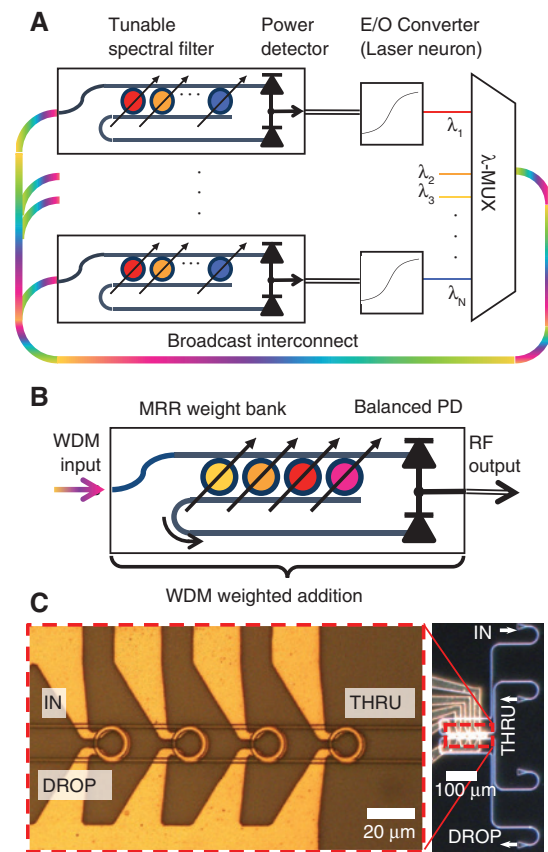 A
Tunable
spectral filter
Power
detector
E/O Converter
(Laser neuron)
λ1
λ2
λ3
λN
λ-MUX
Broadcast interconnect
B
MRR weight bank
Balanced PD
WDM
input
RF
output
WDM weighted addition
C
IN
THRU
DROP
20 μm
IN
THRU
100 μm
DROP